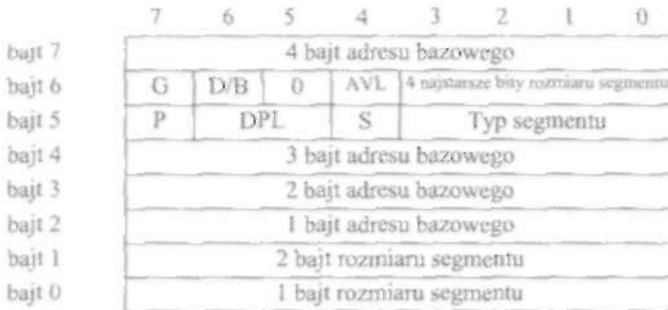 7 6 5 4 3 2 1 0
bajt 7 4 bajt adresu bazowego
bajt 6 G D/B 0 AVL 4 najstarsze bity rozmiaru segmentu
bajt 5 P DPL S Typ segmentu
bajt 4 3 bajt adresu bazowego
bajt 3 2 bajt adresu bazowego
bajt 2 1 bajt adresu bazowego
bajt 1 2 bajt rozmiaru segmentu
bajt 0 1 bajt rozmiaru segmentu